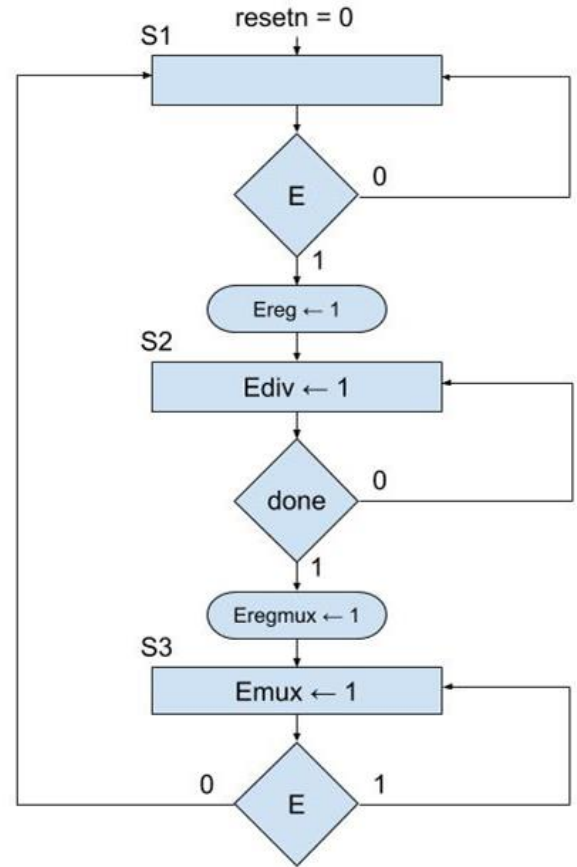 resetn = 0
S1
E
0
1
Ereg ← 1
S2
Ediv ← 1
done
0
1
Eregmux ← 1
S3
Emux ← 1
0
E
1